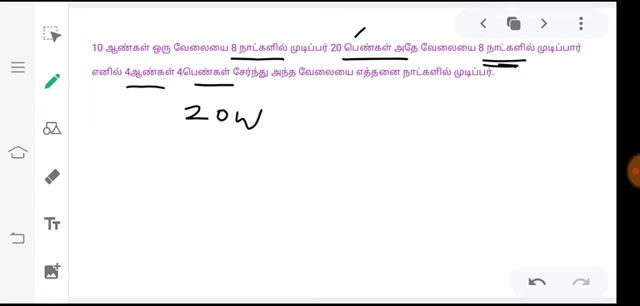 10 ஆண்கள் ஒரு வேலையை 8 நாட்களில் முடிப்பர் 20 பெண்கள் அதே வேலையை 8 நாட்களில் முடிப்பார்
எனில் 4ஆண்கள் 4பெண்கள் சேர்ந்து அந்த வேலையை எத்தனை நாட்களில் முடிப்பர்.
20W
TT